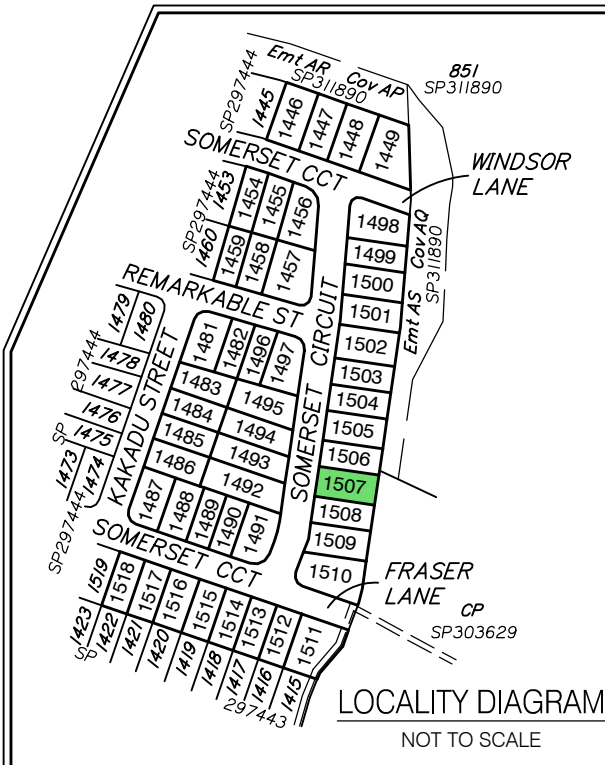 Emt AR
Cov AP
SP311890
851
SP311890
SP297444
1445
1446
1447
1448
1449
SOMERSET CCT
WINDSOR
LANE
SP297444
1453
1454
1455
1456
1460
1459
1458
1457
1498
1499
1500
1501
1502
1503
1504
1505
1506
1507
1508
1509
1510
Cov AQ
SP311890
Emt AS
REMARKABLE ST
SOMERSET CIRCUIT
1479
1480
1478
1477
1476
1475
1474
1473
297444
SP
SP297444
KAKADU STREET
1481
1482
1496
1497
1483
1495
1484
1494
1485
1493
1486
1492
1487
1488
1489
1490
1491
SOMERSET CCT
FRASER
LANE
CP
SP303629
1519
1518
1517
1516
1515
1514
1513
1512
1511
1423
1422
1421
1420
1419
1418
1417
1416
1415
SP
297443
LOCALITY DIAGRAM
NOT TO SCALE